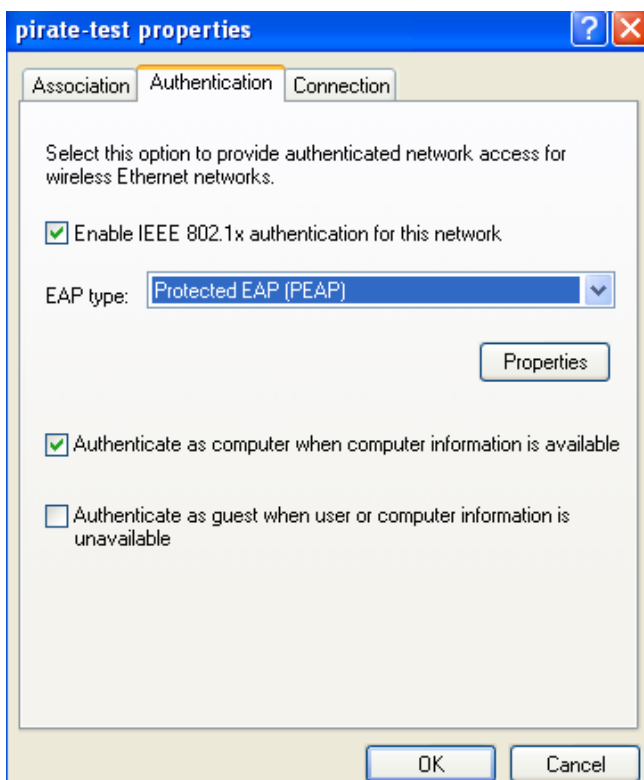 pirate-test properties
?
Association Authentication Connection
Select this option to provide authenticated network access for
wireless Ethernet networks.
Enable IEEE 802.1x authentication for this network
EAP type: Protected EAP (PEAP)
Properties
Authenticate as computer when computer information is available
Authenticate as guest when user or computer information is
unavailable
OK Cancel